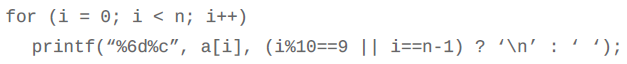 for (i = 0; i < n; i++)
printf(“%6d%c”, a[i], (i%10==9 || i==n-1) ? ‘\n’ : ‘ ‘);